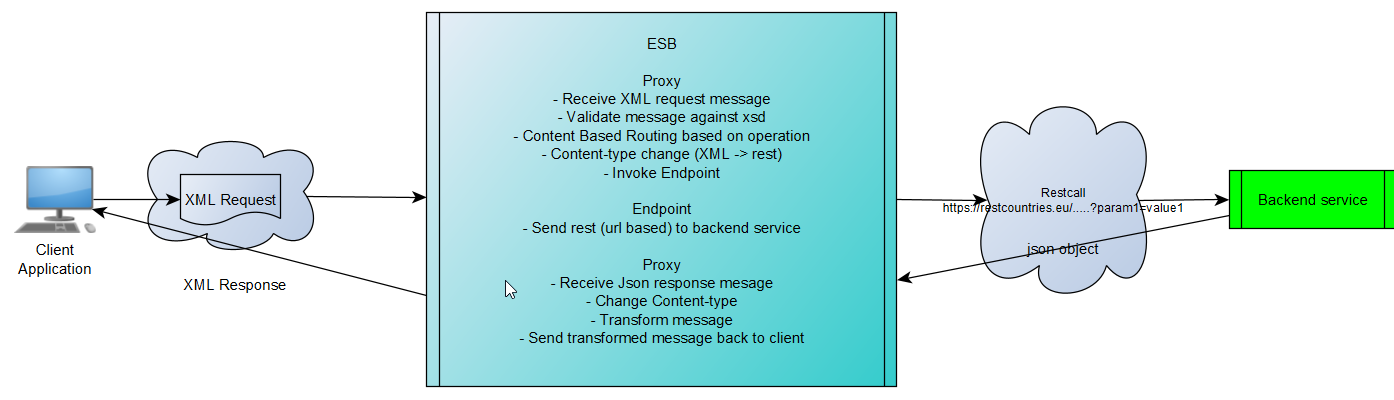 Client
Application
XML Request
XML Response
ESB
Proxy
- Receive XML request message
- Validate message against xsd
- Content Based Routing based on operation
- Content-type change (XML -> rest)
- Invoke Endpoint
Endpoint
- Send rest (url based) to backend service
Proxy
- Receive Json response mesage
- Change Content-type
- Transform message
- Send transformed message back to client
Restcall
https://restcountries.eu/.....?param1=value1
json object
Backend service